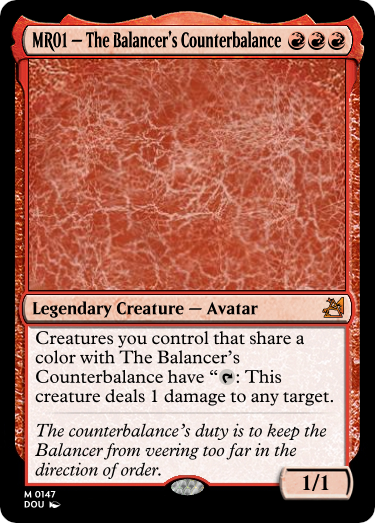 MR01 – The Balancer's Counterbalance
Legendary Creature — Avatar
Creatures you control that share a
color with The Balancer's
Counterbalance have “: This
creature deals 1 damage to any target.
The counterbalance's duty is to keep the
Balancer from veering too far in the
direction of order.
1/1
M 0147
DOU